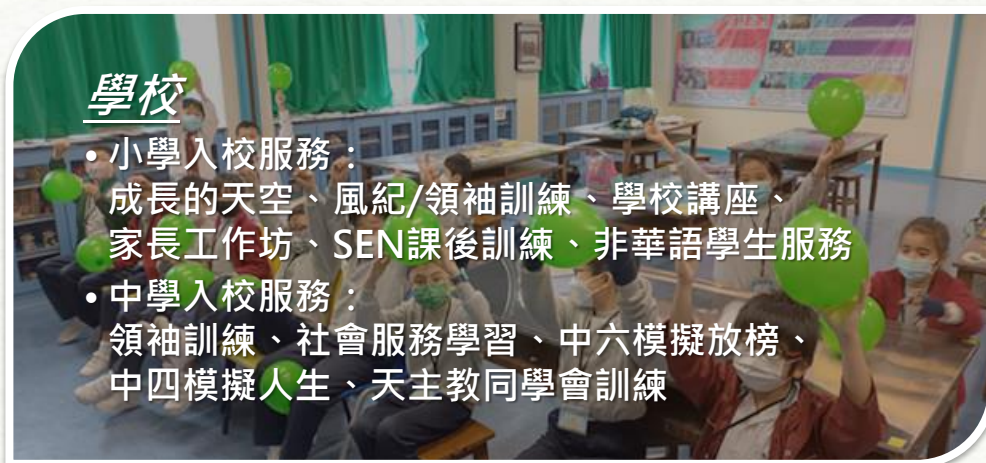 學校
• 小學入校服務：
成長的天空、風紀/領袖訓練、學校講座、
家長工作坊、SEN課後訓練、非華語學生服務
• 中學入校服務：
領袖訓練、社會服務學習、中六模擬放榜、
中四模擬人生、天主教同學會訓練